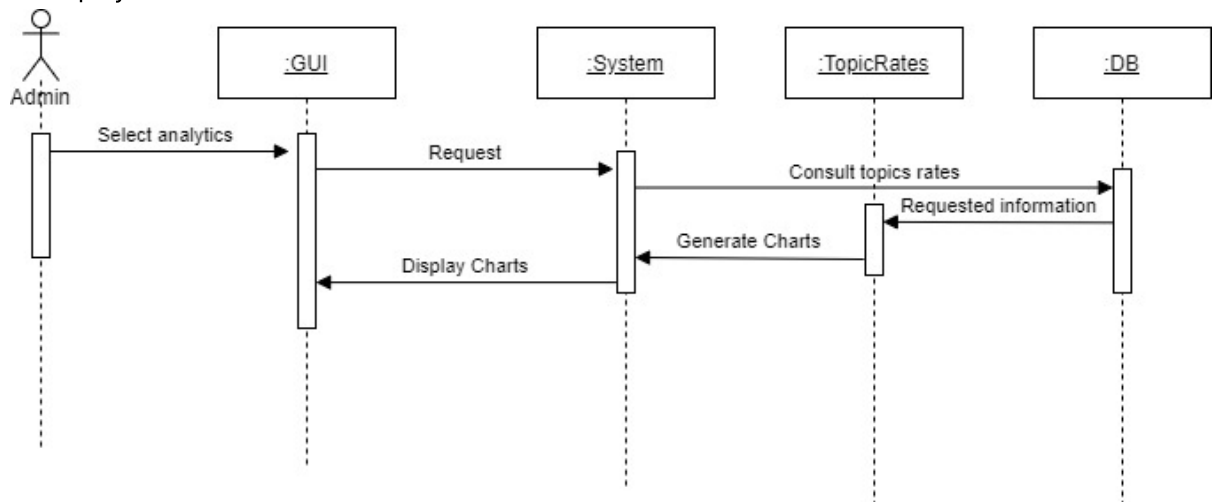 :GUI
:System
:TopicRates
:DB
Admin
Select analytics
Request
Consult topics rates
Requested information
Generate Charts
Display Charts